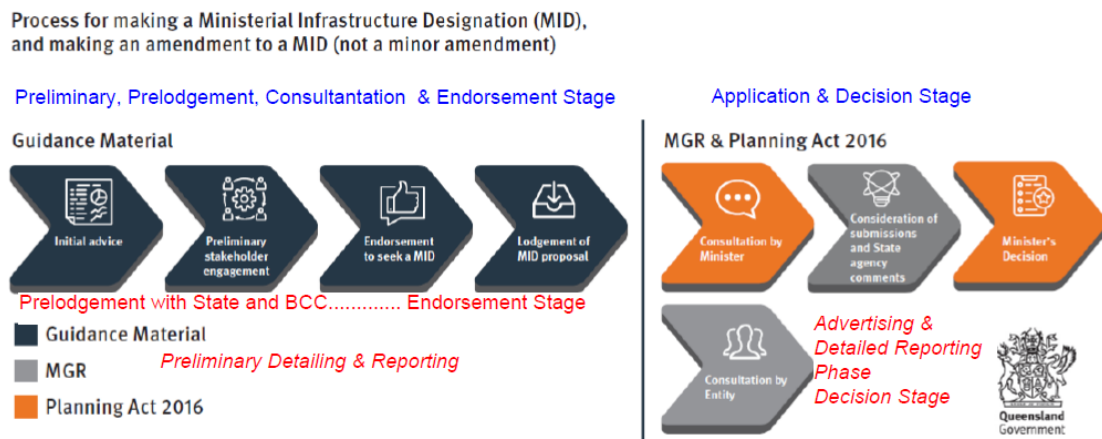 Process for making a Ministerial Infrastructure Designation (MID),
and making an amendment to a MID (not a minor amendment)
Preliminary, Prelodgement, Consultantation & Endorsement Stage
Guidance Material
Initial advice
Preliminary
stakeholder
engagement
Endorsement
to seek a MID
Lodgement of
MID proposal
Prelodgement with State and BCC............. Endorsement Stage
Guidance Material
MGR
Planning Act 2016
Preliminary Detailing & Reporting
Application & Decision Stage
MGR & Planning Act 2016
Consultation by
Minister
Consideration of
submissions
and State
agency
comments
Minister's
Decision
Consultation by
Entity
Advertising &
Detailed Reporting
Phase
Decision Stage
Queensland
Government